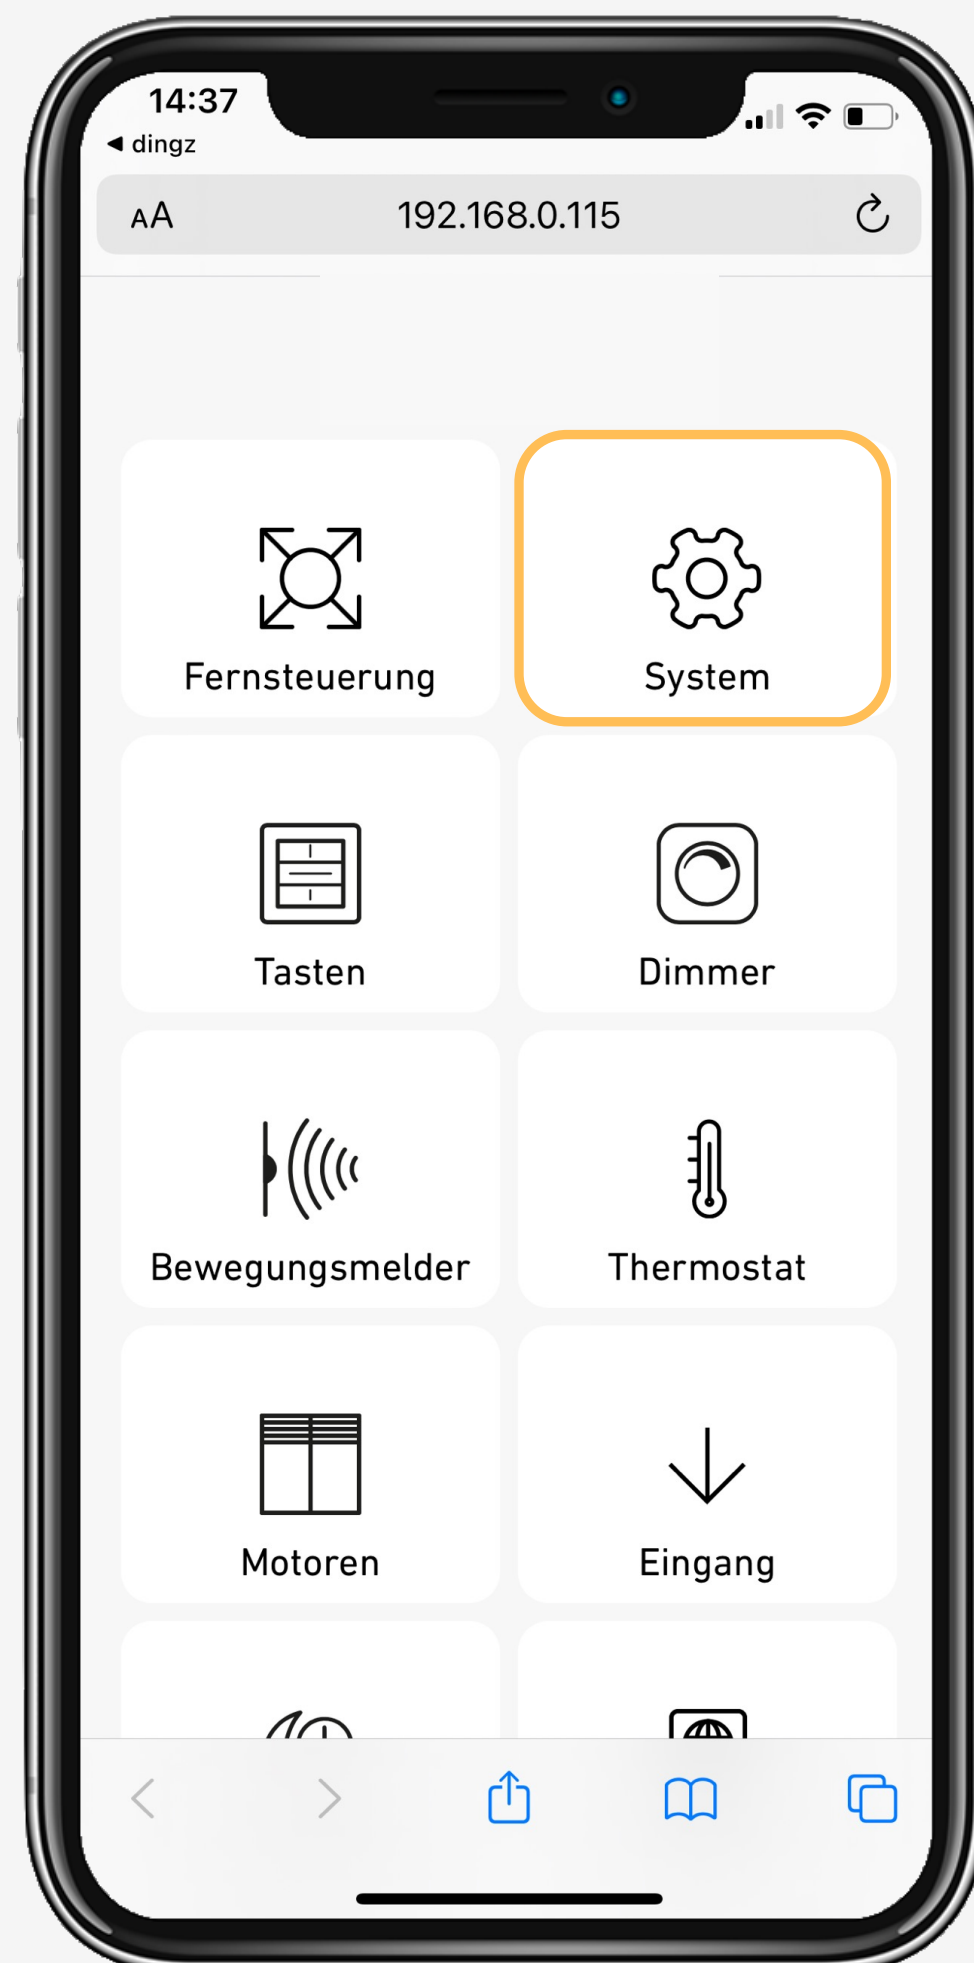 14:37
◀ dingz
AA 192.168.0.115
Fernsteuerung
System
Tasten
Dimmer
Bewegungsmelder
Thermostat
Motoren
Eingang